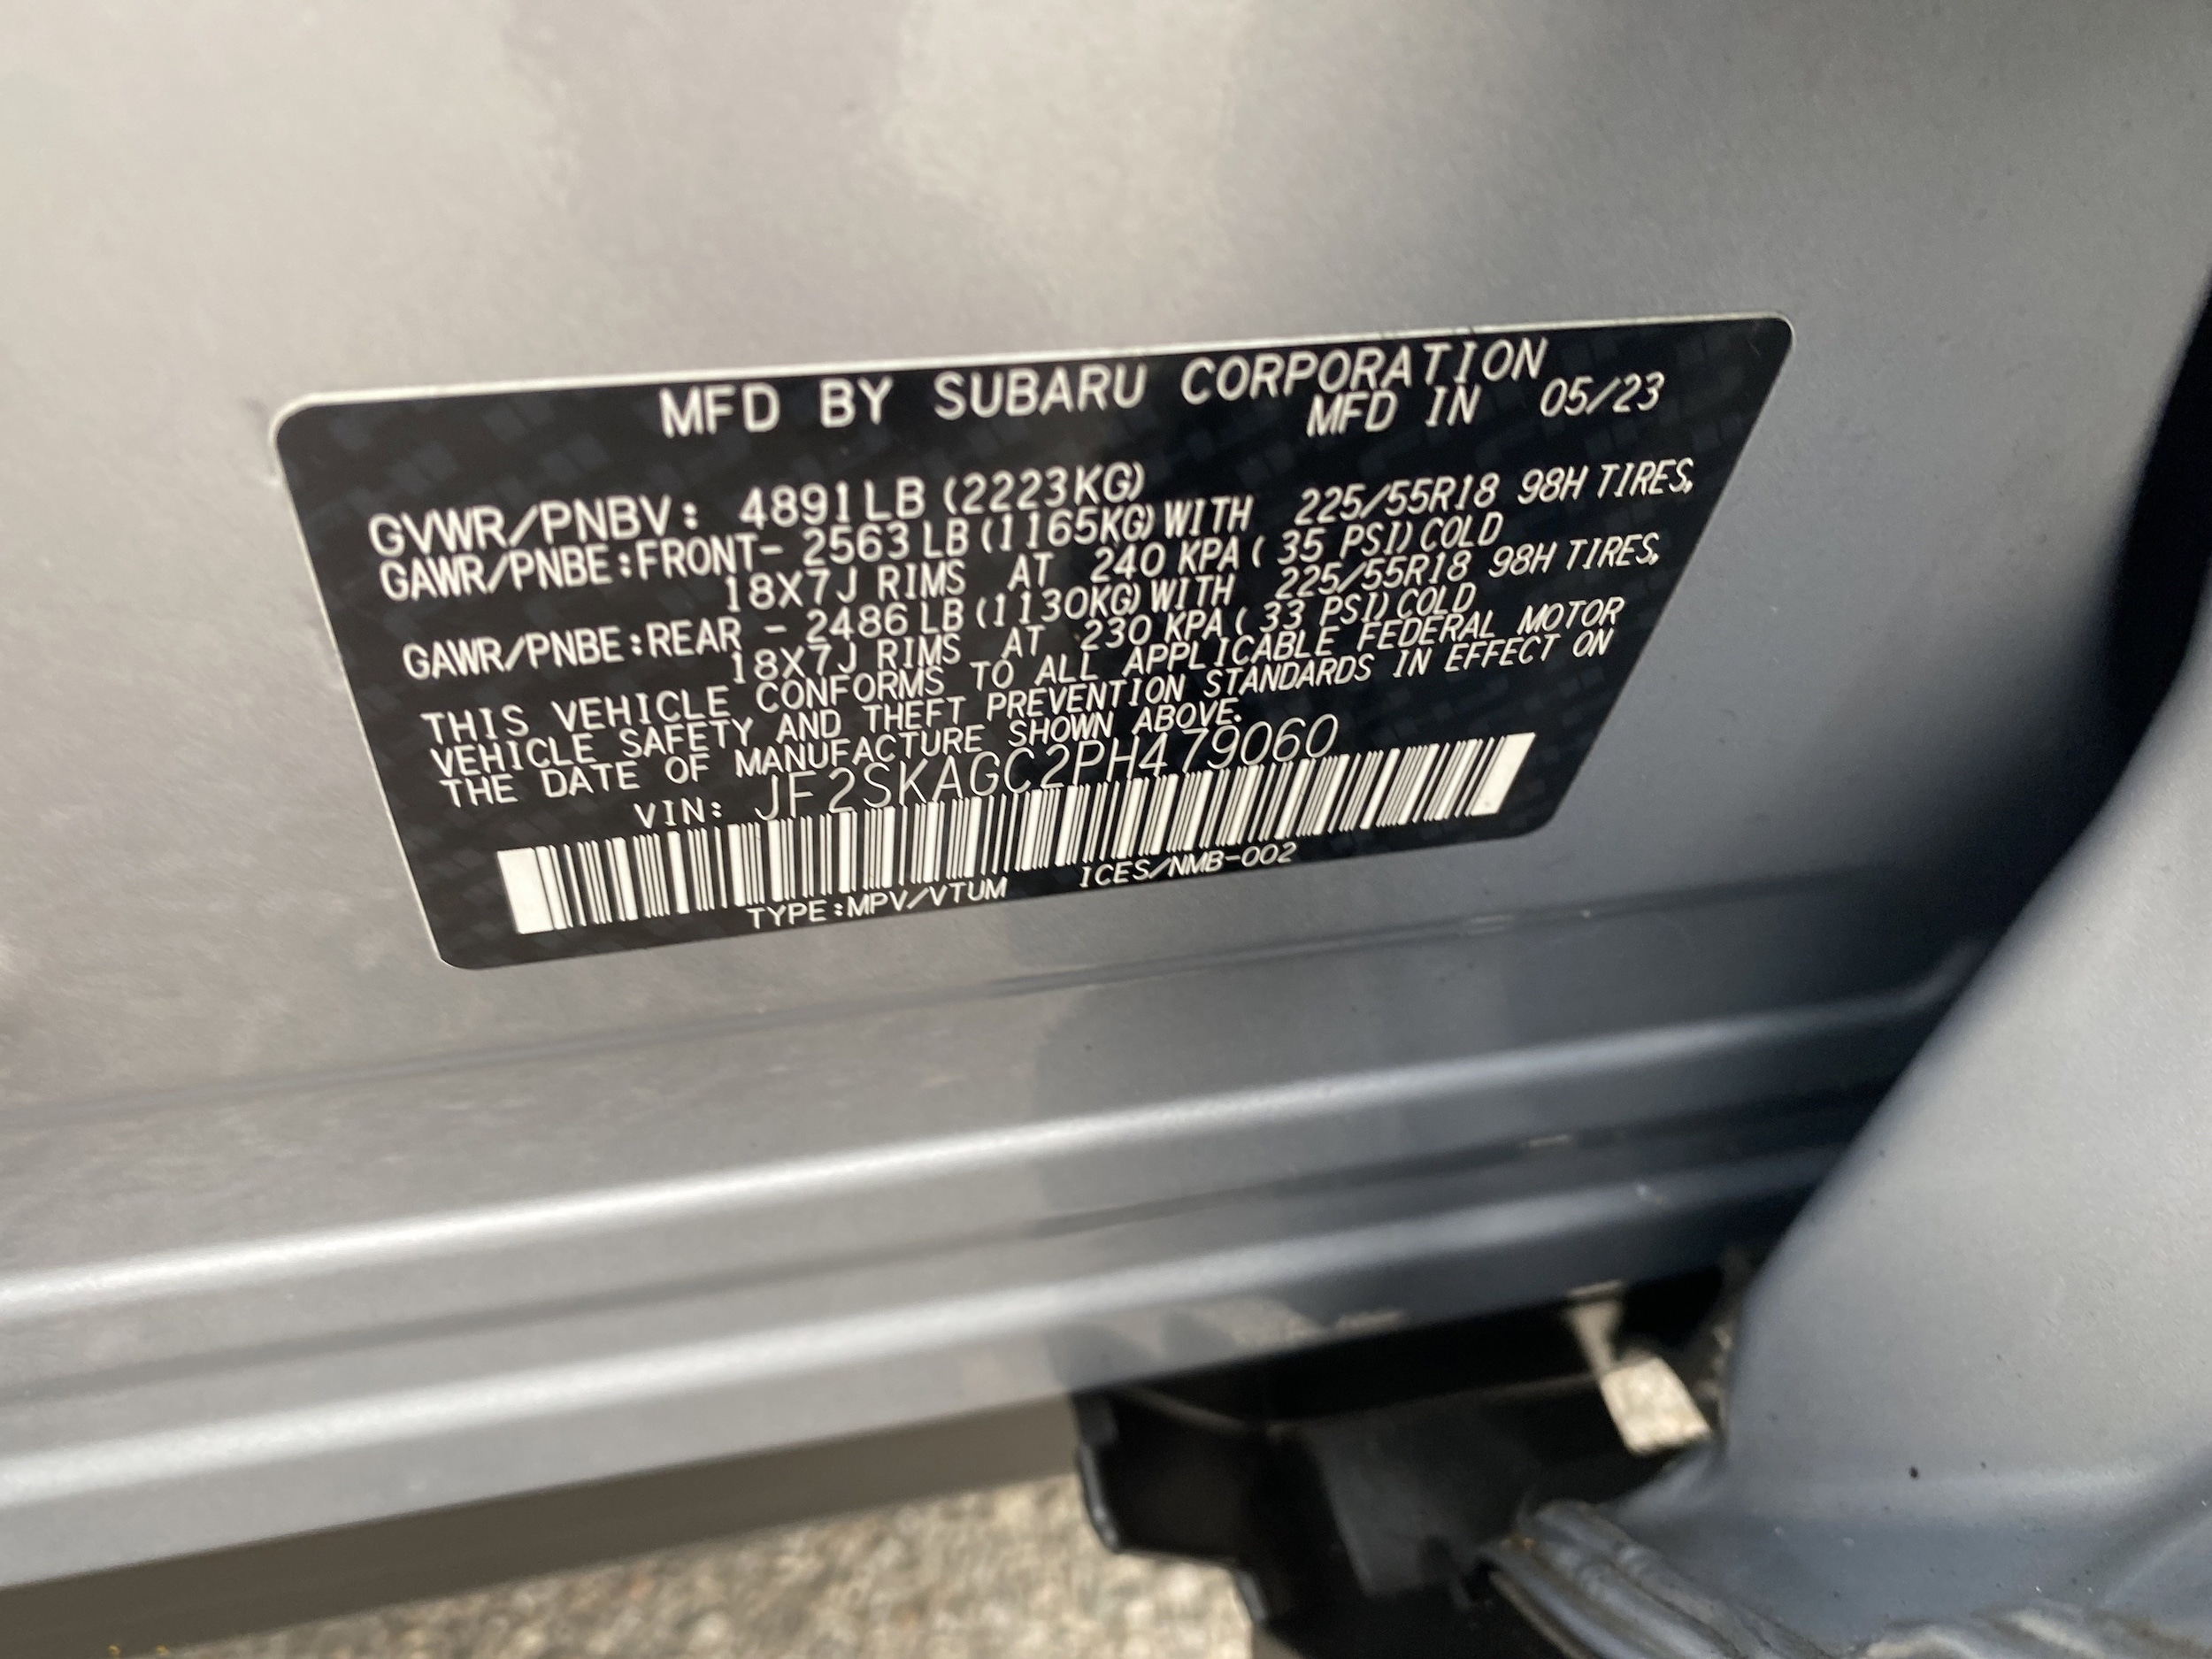 MFD BY SUBARU CORPORATION
MFD IN 05/23
GVWR/PNBV: 4891LB (2223KG)
GAWR/PNBE:FRONT- 2563 LB (1165KG) WITH 225/55R18 98H TIRES,
18X7J RIMS AT 240 KPA ( 35 PSI) COLD
GAWR/PNBE:REAR - 2486 LB (1130KG) WITH 225/55R18 98H TIRES,
18X7J RIMS AT 230 KPA ( 33 PSI) COLD
THIS VEHICLE CONFORMS TO ALL APPLICABLE FEDERAL MOTOR
VEHICLE SAFETY AND THEFT PREVENTION STANDARDS IN EFFECT ON
THE DATE OF MANUFACTURE SHOWN ABOVE.
VIN: JF2SKAGC2PH479060
TYPE:MPV/VTUM ICES/NMB-002